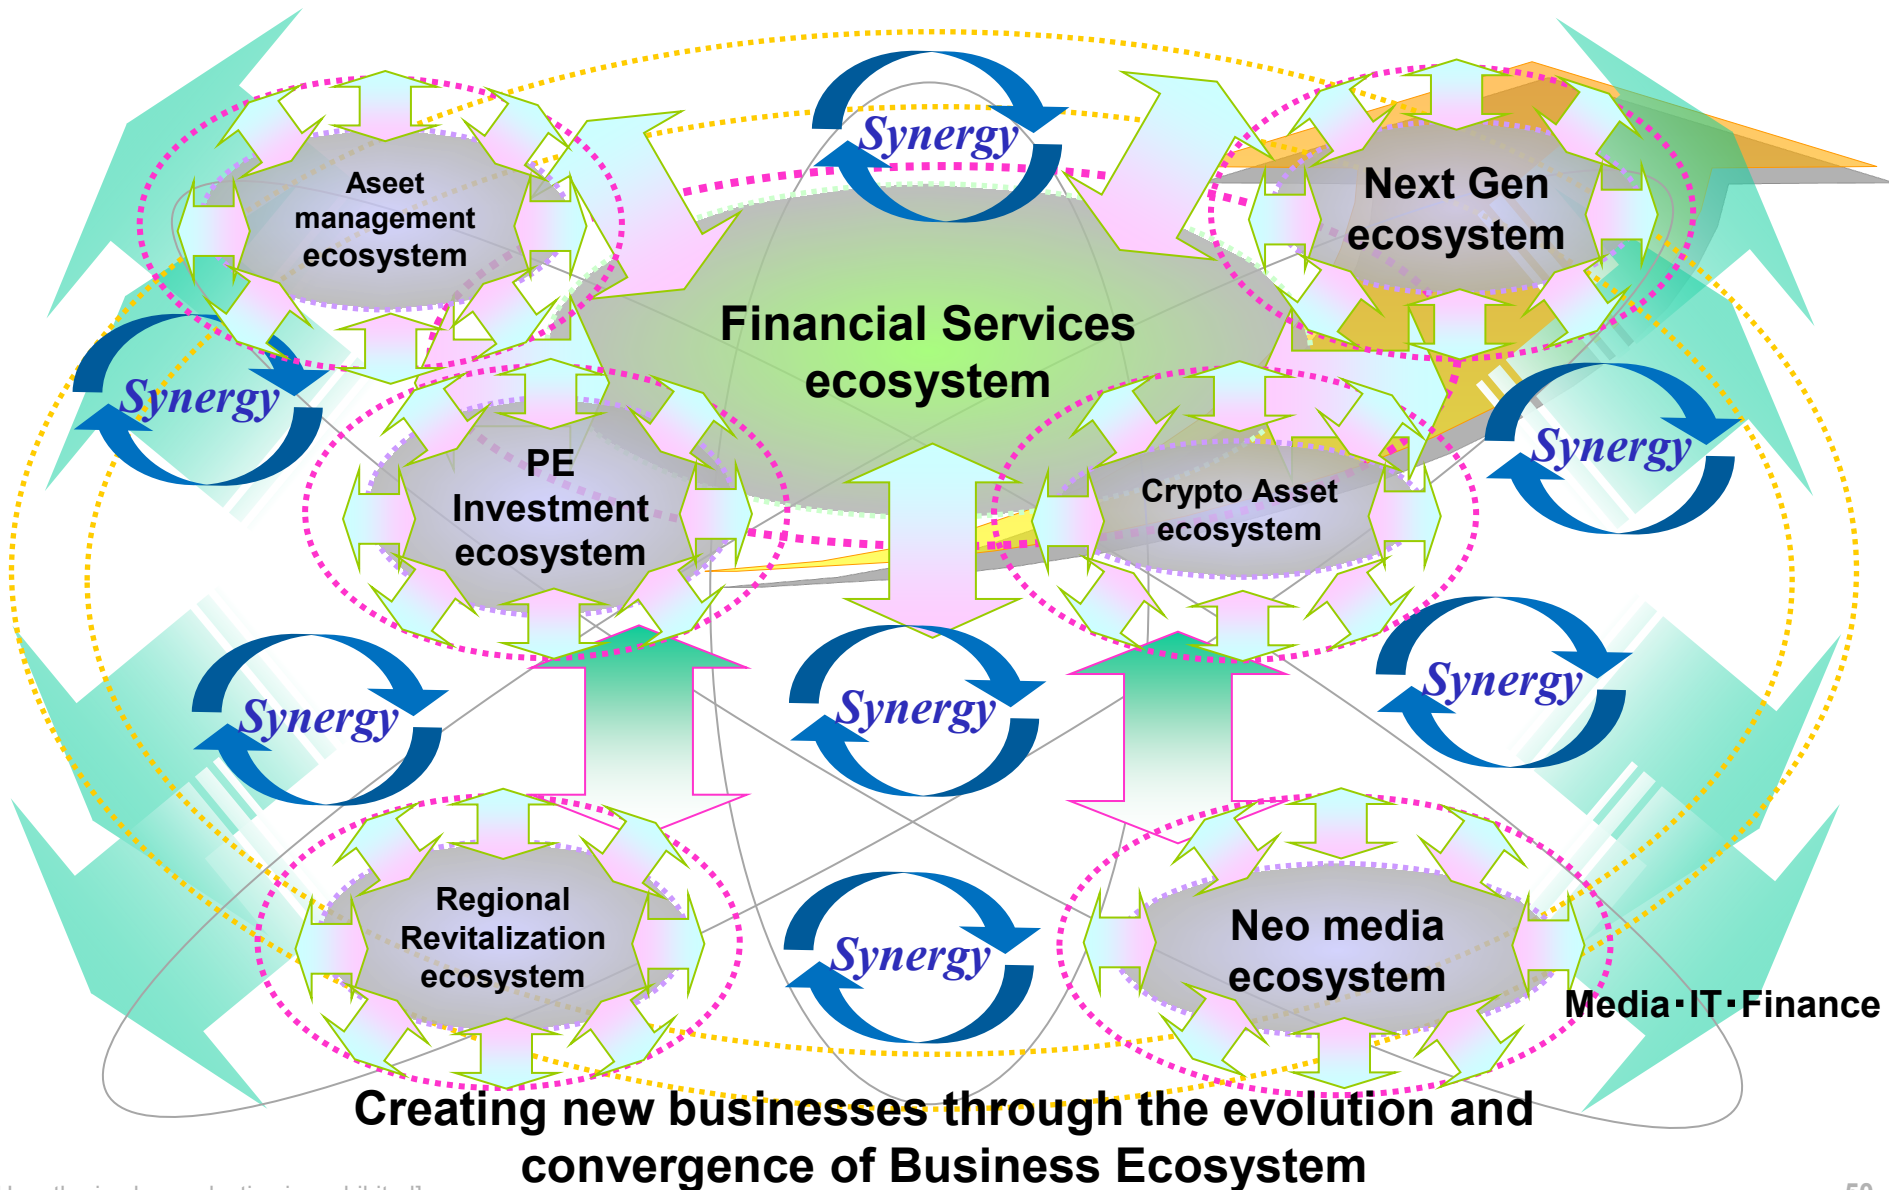 Synergy
Aseet
management
ecosystem
Next Gen
ecosystem
Financial Services
ecosystem
Synergy
Synergy
PE
Investment
ecosystem
Crypto Asset
ecosystem
Synergy
Synergy
Synergy
Regional
Revitalization
ecosystem
Synergy
Neo media
ecosystem
Media・IT・Finance
Creating new businesses through the evolution and
convergence of Business Ecosystem